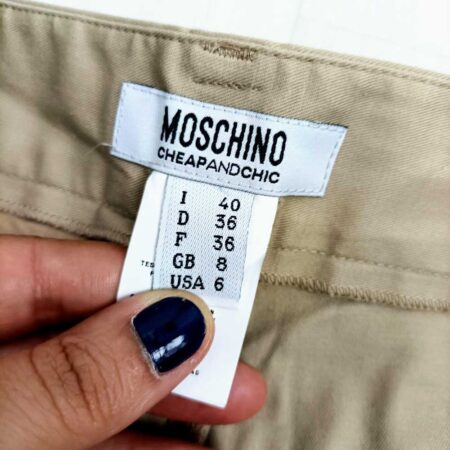 MOSCHINO
CHEAPANDCHIC
I 40
D 36
F 36
GB 8
USA 6